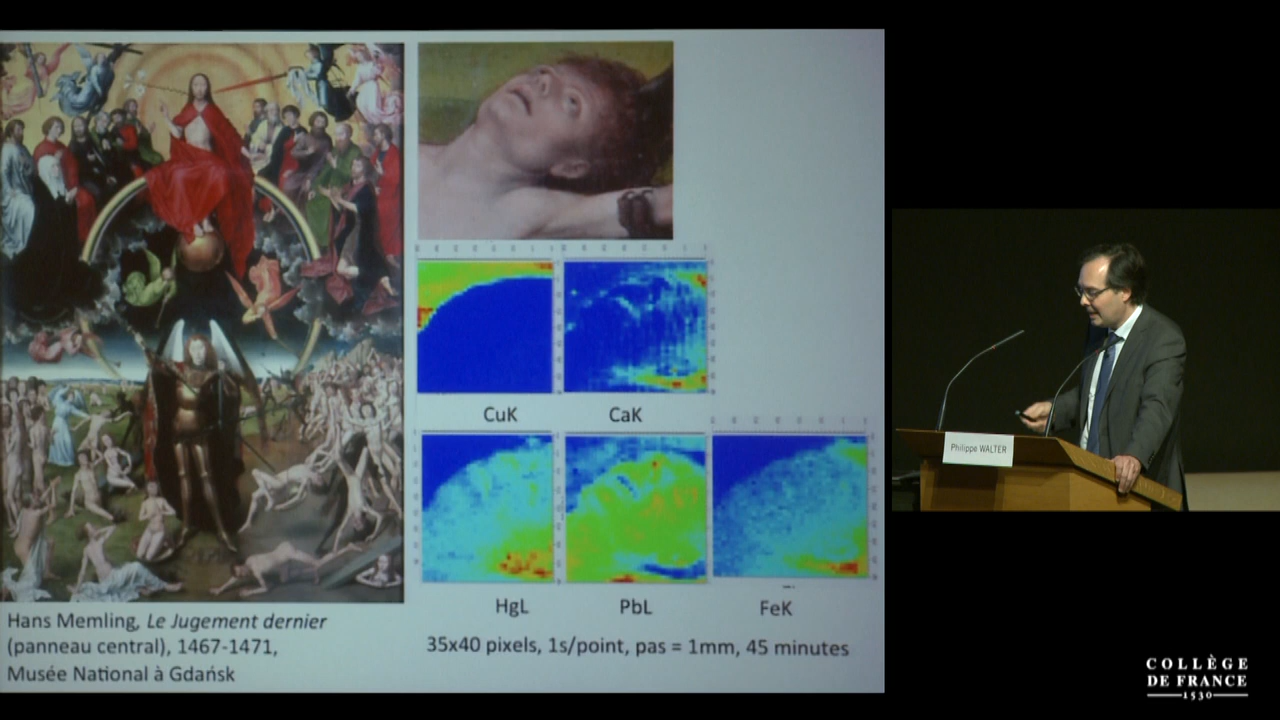 CuK
CaK
HgL
PbL
FeK
Hans Memling, Le Jugement dernier
(panneau central), 1467-1471,
Musée National à Gdańsk
35x40 pixels, 1s/point, pas = 1mm, 45 minutes
Philippe WALTER
COLLÈGE
DE FRANCE
1530